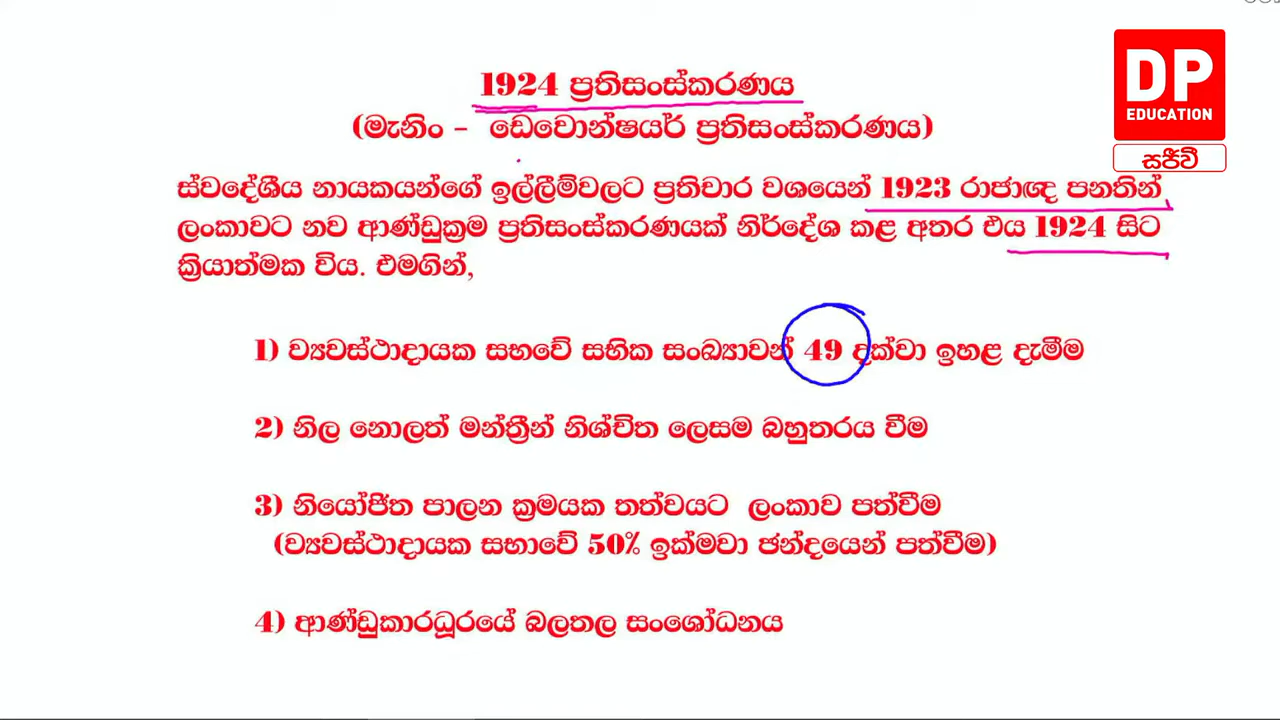 1924 ප්‍රතිසංස්කරණය
(මැනිං - ඩෙවොන්ෂයර් ප්‍රතිසංස්කරණය)
DP
EDUCATION
සජීවී
ස්වදේශීය නායකයන්ගේ ඉල්ලීම්වලට ප්‍රතිචාර වශයෙන් 1923 රාජාඥ පනතින්
ලංකාවට නව ආණ්ඩුක්‍රම ප්‍රතිසංස්කරණයක් නිර්දේශ කළ අතර එය 1924 සිට
ක්‍රියාත්මක විය. එමගින්,
1) ව්‍යවස්ථාදායක සභවේ සභික සංඛ්‍යාවන් 49 දක්වා ඉහළ දැමීම
2) නිල නොලත් මන්ත්‍රීන් නිශ්චිත ලෙසම බහුතරය වීම
3) නියෝජිත පාලන ක්‍රමයක තත්වයට ලංකාව පත්වීම
(ව්‍යවස්ථාදායක සභාවේ 50% ඉක්මවා ඡන්දයෙන් පත්වීම)
4) ආණ්ඩුකාරධූරයේ බලතල සංශෝධනය